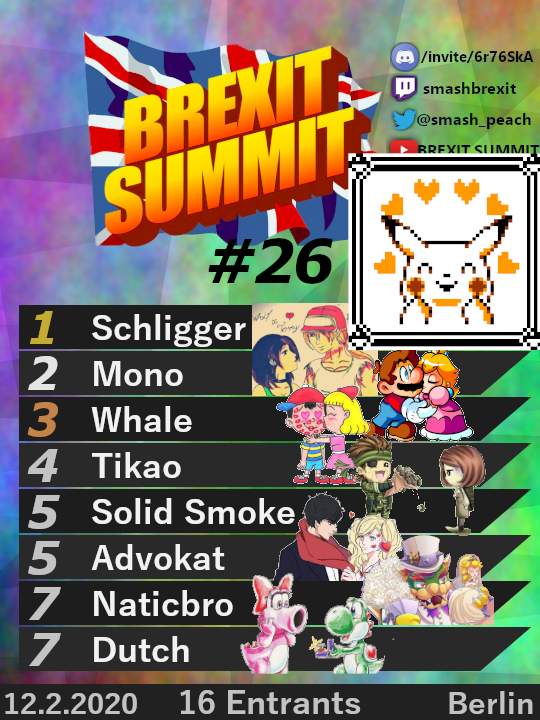 BREXIT
SUMMIT
#26
/invite/6r76SkA
smashbrexit
@smash_peach
BREXIT SUMMIT
1 Schligger
2 Mono
3 Whale
4 Tikao
5 Solid Smoke
5 Advokat
7 Naticbro
7 Dutch
12.2.2020 16 Entrants Berlin